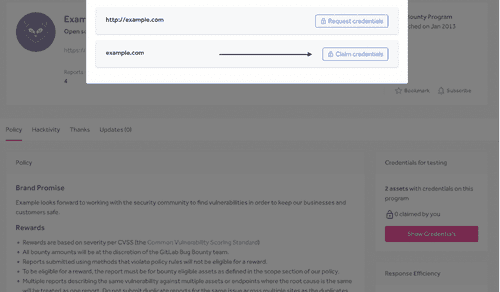 http://example.com
Request credentials
example.com
Claim credentials
Exam
Bounty Program
Open so
Launched on Jan 2013
https://
Reports
4
Bookmark
Subscribe
Policy
Hacktivity
Thanks
Updates (0)
Policy
Brand Promise
Example looks forward to working with the security community to find vulnerabilities in order to keep our businesses and
customers safe.
Rewards
Rewards are based on severity per CVSS (the Common Vulnerability Scoring Standard).
All bounty amounts will be at the discretion of the GitLab Bug Bounty team.
Reports submitted using methods that violate policy rules will not be eligible for a reward.
To be eligible for a reward, the report must be for bounty eligible assets of defined in the scope section of our policy.
Multiple reports describing the same vulnerability against multiple assets or endpoints where the root cause is the same
Credentials for testing
2 assets with credentials on this
program
0 claimed by you
Show Credentials
Response Efficiency